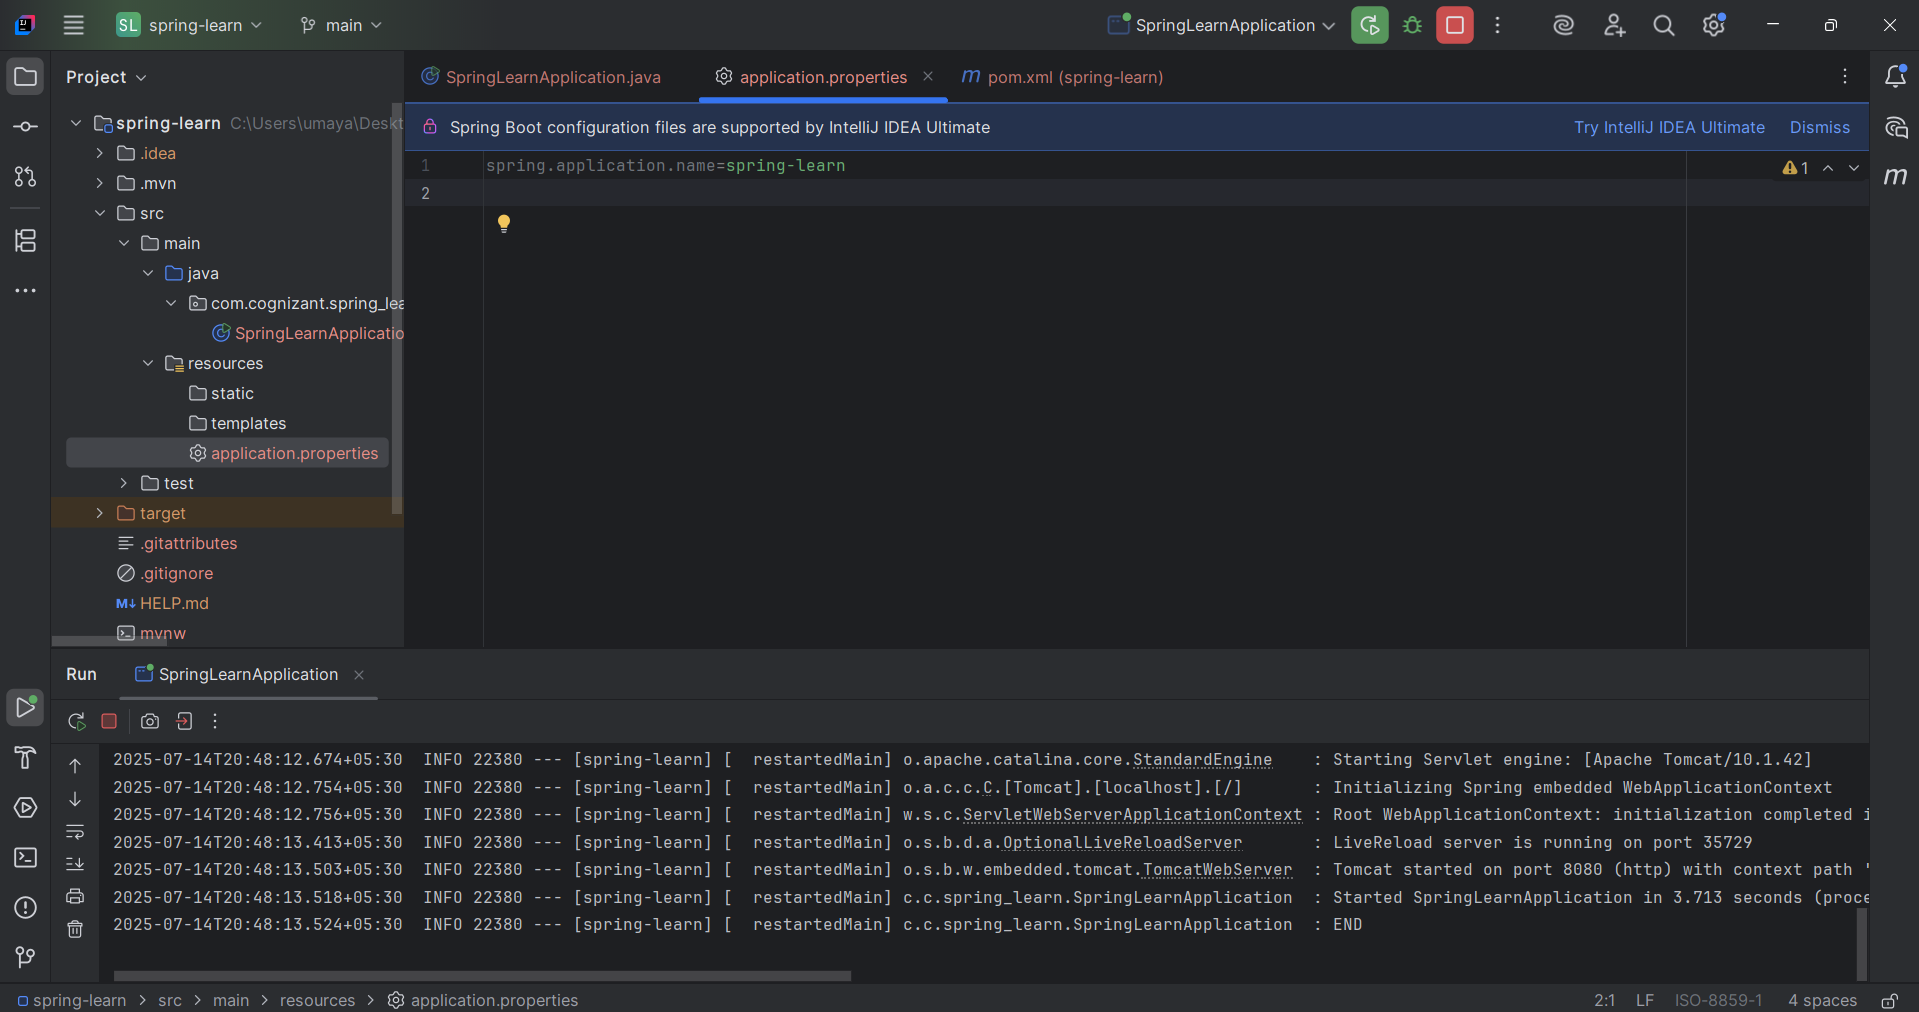 SL spring-learn main SpringLearnApplication
Project
SpringLearnApplication.java application.properties m pom.xml (spring-learn) m
spring-learn C:\Users\umaya\Deskt
Spring Boot configuration files are supported by IntelliJ IDEA Ultimate Try IntelliJ IDEA Ultimate Dismiss
.idea
.mvn
src
main
java
com.cognizant.spring_lea
SpringLearnApplicatio
resources
static
templates
application.properties
test
target
.gitattributes
.gitignore
M↓ HELP.md
mvnw
1 spring.application.name=spring-learn 1
2
Run SpringLearnApplication
2025-07-14T20:48:12.674+05:30 INFO 22380 --- [spring-learn] [ restartedMain] o.apache.catalina.core.StandardEngine : Starting Servlet engine: [Apache Tomcat/10.1.42]
2025-07-14T20:48:12.754+05:30 INFO 22380 --- [spring-learn] [ restartedMain] o.a.c.c.C.[Tomcat].[localhost].[/] : Initializing Spring embedded WebApplicationContext
2025-07-14T20:48:12.756+05:30 INFO 22380 --- [spring-learn] [ restartedMain] w.s.c.ServletWebServerApplicationContext : Root WebApplicationContext: initialization completed i
2025-07-14T20:48:13.413+05:30 INFO 22380 --- [spring-learn] [ restartedMain] o.s.b.d.a.OptionalLiveReloadServer : LiveReload server is running on port 35729
2025-07-14T20:48:13.503+05:30 INFO 22380 --- [spring-learn] [ restartedMain] o.s.b.w.embedded.tomcat.TomcatWebServer : Tomcat started on port 8080 (http) with context path '
2025-07-14T20:48:13.518+05:30 INFO 22380 --- [spring-learn] [ restartedMain] c.c.spring_learn.SpringLearnApplication : Started SpringLearnApplication in 3.713 seconds (proce
2025-07-14T20:48:13.524+05:30 INFO 22380 --- [spring-learn] [ restartedMain] c.c.spring_learn.SpringLearnApplication : END
spring-learn > src > main > resources > application.properties 2:1 LF ISO-8859-1 4 spaces